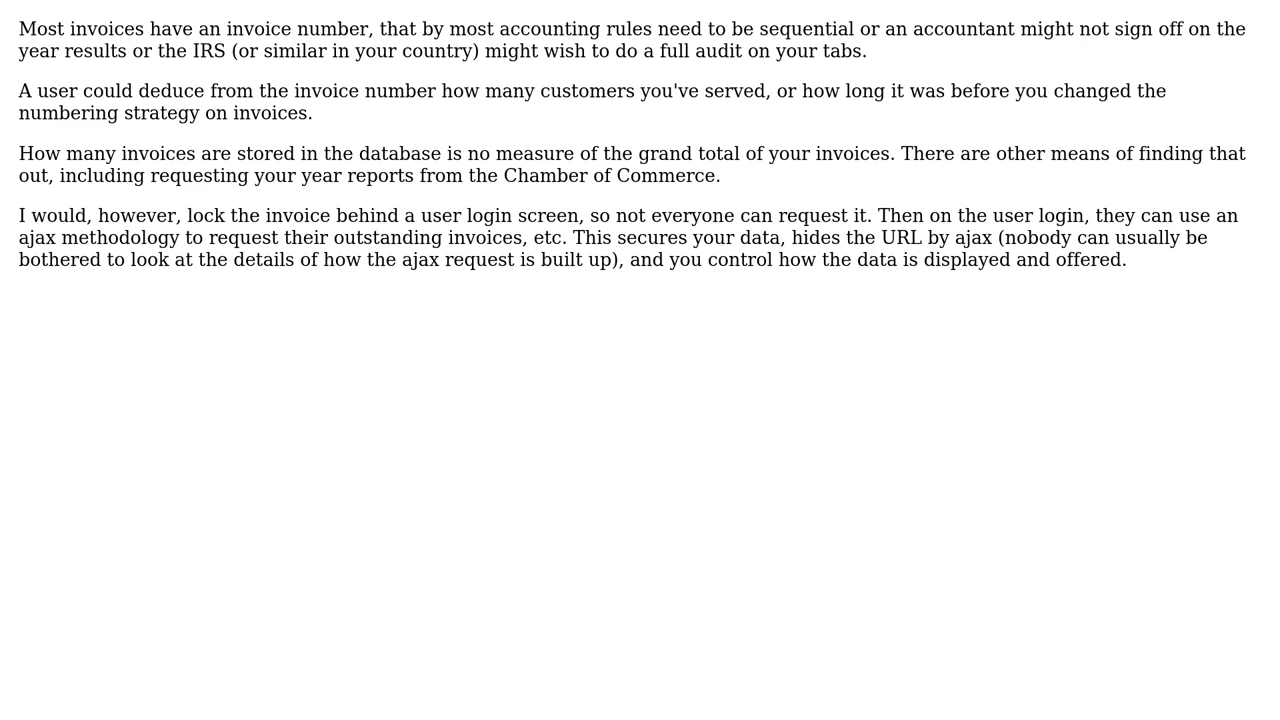 Most invoices have an invoice number, that by most accounting rules need to be sequential or an accountant might not sign off on the
year results or the IRS (or similar in your country) might wish to do a full audit on your tabs.
A user could deduce from the invoice number how many customers you've served, or how long it was before you changed the
numbering strategy on invoices.
How many invoices are stored in the database is no measure of the grand total of your invoices. There are other means of finding that
out, including requesting your year reports from the Chamber of Commerce.
I would, however, lock the invoice behind a user login screen, so not everyone can request it. Then on the user login, they can use an
ajax methodology to request their outstanding invoices, etc. This secures your data, hides the URL by ajax (nobody can usually be
bothered to look at the details of how the ajax request is built up), and you control how the data is displayed and offered.